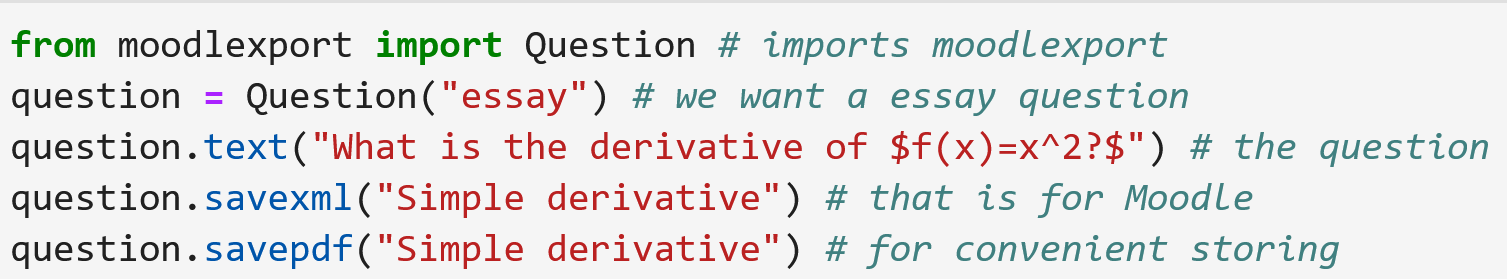 from moodlexport import Question # imports moodlexport
question = Question("essay") # we want a essay question
question.text("What is the derivative of $f(x)=x^2?$") # the question
question.savexml("Simple derivative") # that is for Moodle
question.savepdf("Simple derivative") # for convenient storing